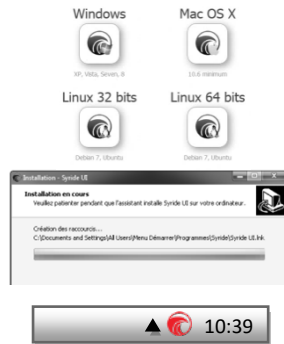 Windows
Mac OS X
XP, Vista, Seven, 8
10.6 minimum
Linux 32 bits
Linux 64 bits
Debian 7, Ubuntu
Debian 7, Ubuntu
Installation - Syride UI
Installation en cours
Veuillez patienter pendant que l'assistant installe Syride UI sur votre ordinateur.
Création des raccourcis...
C:\Documents and Settings\All Users\Menu Démarrer\Programmes\Syride\Syride UI.lnk
10:39